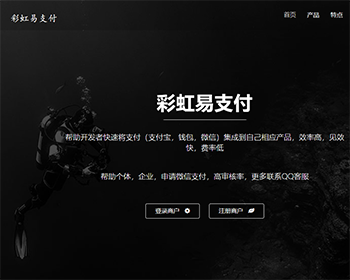 彩虹易支付
首页 产品 特点
彩虹易支付
帮助开发者快速将支付（支付宝，钱包，微信）集成到自己相应产品，效率高，见效
快，费率低
帮助个体，企业，申请微信支付，高审核率，更多联系QQ客服
登录商户 注册商户